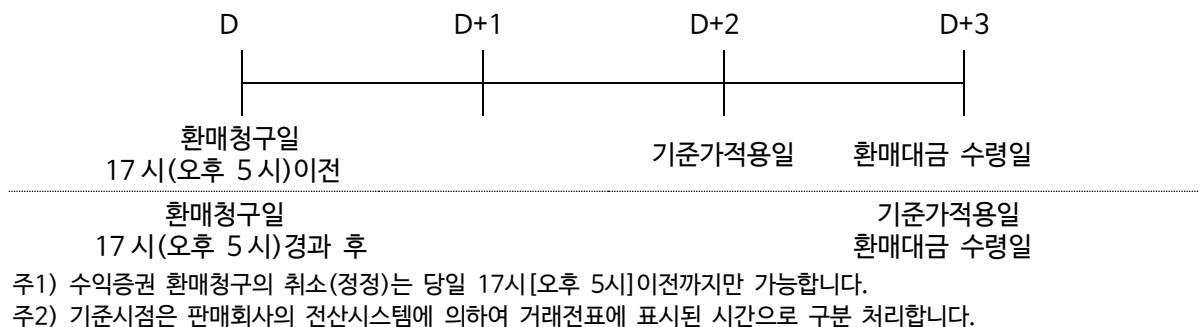 D D+1 D+2 D+3
환매청구일
17시(오후 5시)이전
기준가적용일 환매대금 수령일
환매청구일
17시(오후 5시)경과 후
기준가적용일
환매대금 수령일
주1) 수익증권 환매청구의 취소(정정)는 당일 17시[오후 5시]이전까지만 가능합니다.
주2) 기준시점은 판매회사의 전산시스템에 의하여 거래전표에 표시된 시간으로 구분 처리합니다.